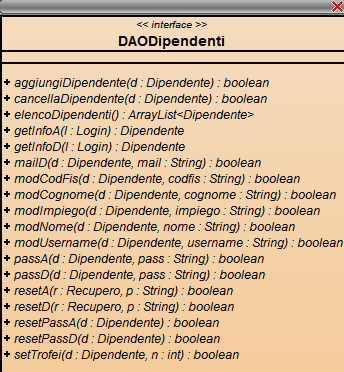 << interface >>
DAODipendenti
+ aggiungiDipendente(d : Dipendente) : boolean
+ cancellaDipendente(d : Dipendente) : boolean
+ elencoDipendenti() : ArrayList<Dipendente>
+ getInfoA(l : Login) : Dipendente
+ getInfoD(l : Login) : Dipendente
+ mailD(d : Dipendente, mail : String) : boolean
+ modCodFis(d : Dipendente, codfis : String) : boolean
+ modCognome(d : Dipendente, cognome : String) : boolean
+ modImpiego(d : Dipendente, impiego : String) : boolean
+ modNome(d : Dipendente, nome : String) : boolean
+ modUsername(d : Dipendente, username : String) : boolean
+ passA(d : Dipendente, pass : String) : boolean
+ passD(d : Dipendente, pass : String) : boolean
+ resetA(r : Recupero, p : String) : boolean
+ resetD(r : Recupero, p : String) : boolean
+ resetPassA(d : Dipendente) : boolean
+ resetPassD(d : Dipendente) : boolean
+ setTrofei(d : Dipendente, n : int) : boolean